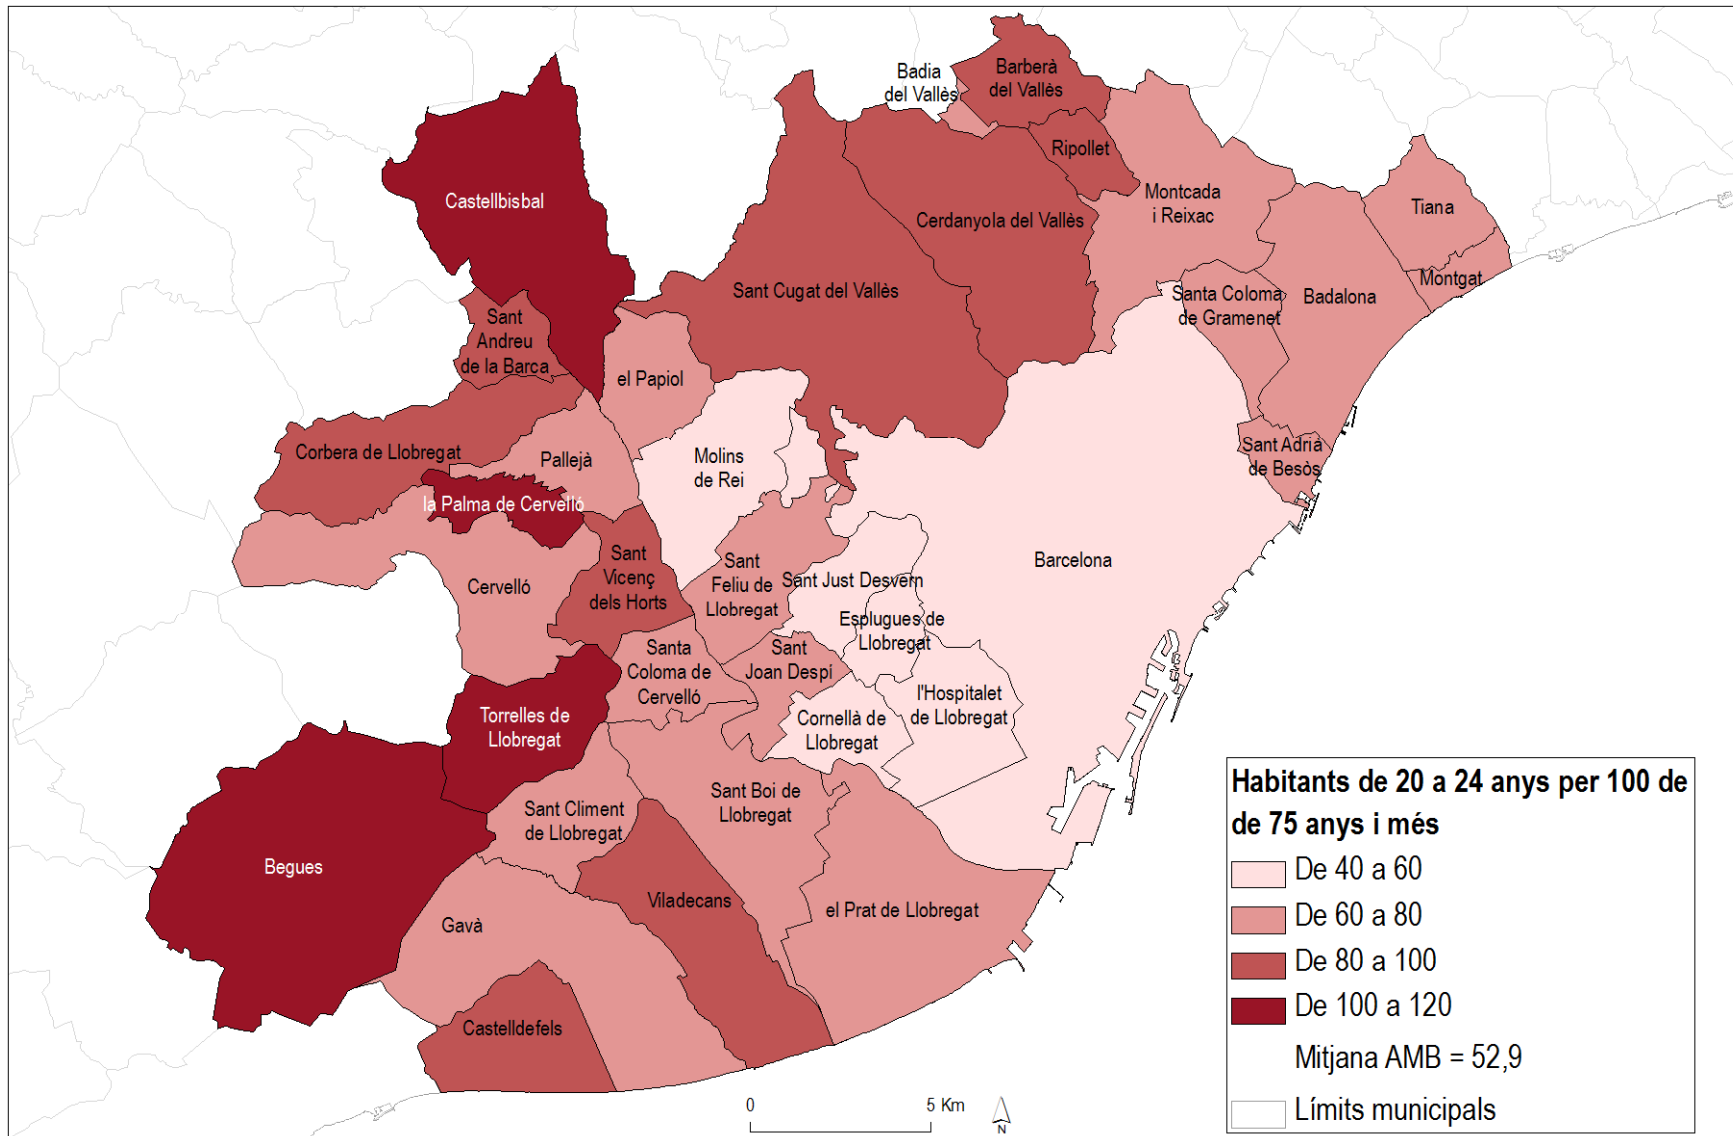 Badia
del Vallès
Barberà
del Vallès
Ripollet
Castellbisbal
Montcada
i Reixac
Tiana
Cerdanyola del Vallès
Montgat
Sant Cugat del Vallès
Santa Coloma
de Gramenet
Badalona
Sant
Andreu
de la Barca
el Papiol
Corbera de Llobregat
Pallejà
Molins
de Rei
Sant Adrià
de Besòs
la Palma de Cervelló
Barcelona
Sant
Vicenç
dels Horts
Cervelló
Sant
Feliu de
Llobregat
Sant Just Desvern
Esplugues de
Llobregat
Santa
Coloma de
Cervelló
Sant
Joan Despí
l'Hospitalet
de Llobregat
Torrelles de
Llobregat
Cornellà de
Llobregat
Sant Climent
de Llobregat
Sant Boi de
Llobregat
Begues
Viladecans
el Prat de Llobregat
Gavà
Castelldefels
Habitants de 20 a 24 anys per 100 de
de 75 anys i més
De 40 a 60
De 60 a 80
De 80 a 100
De 100 a 120
Mitjana AMB = 52,9
Límits municipals
0 5 Km
N